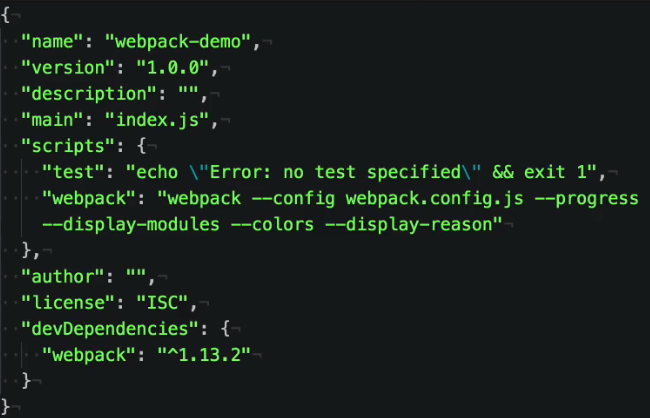 {
  "name": "webpack-demo",
  "version": "1.0.0",
  "description": "",
  "main": "index.js",
  "scripts": {
    "test": "echo \"Error: no test specified\" && exit 1",
    "webpack": "webpack --config webpack.config.js --progress
    --display-modules --colors --display-reason"
  },
  "author": "",
  "license": "ISC",
  "devDependencies": {
    "webpack": "^1.13.2"
  }
}